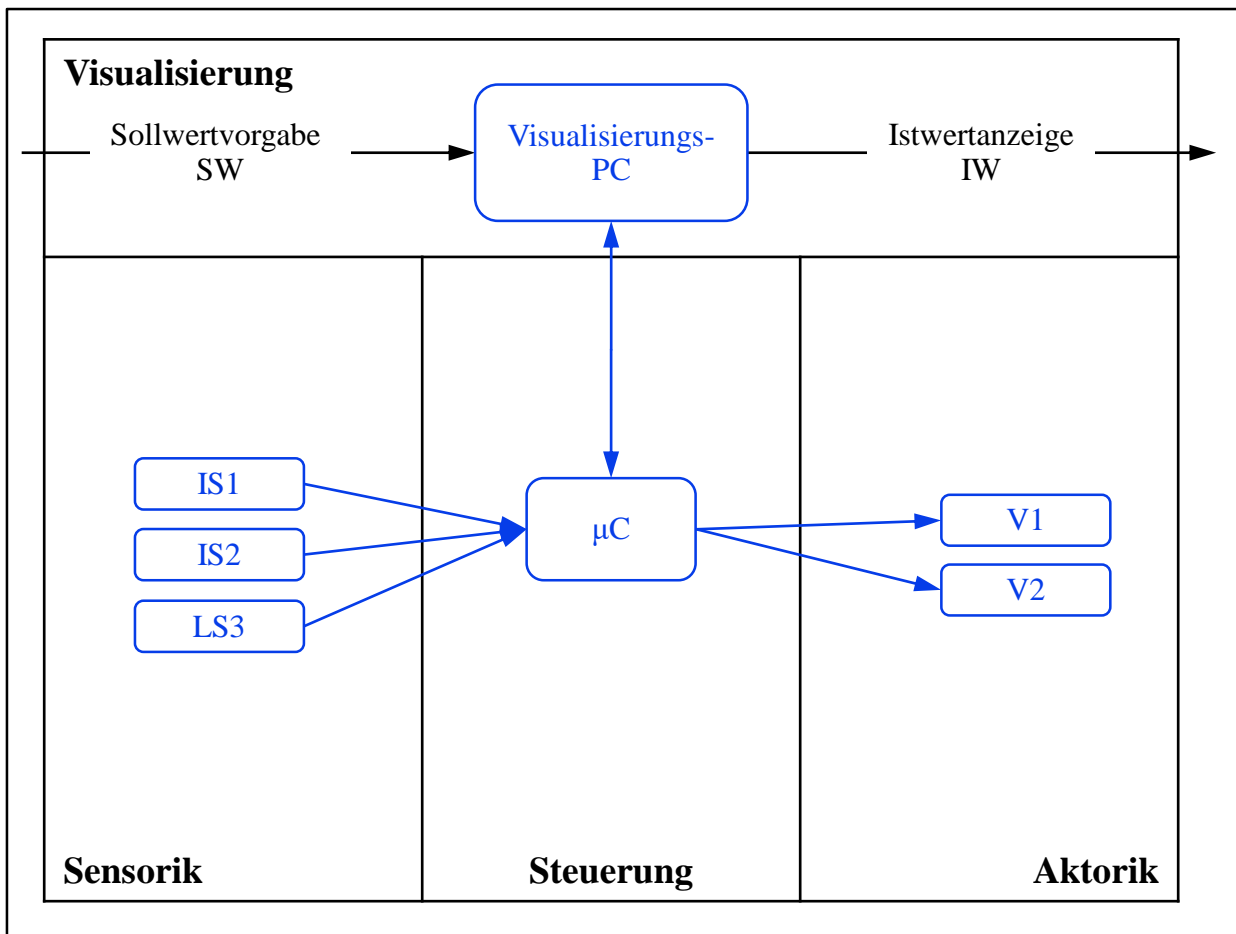 Visualisierung
Sollwertvorgabe
SW
Visualisierungs-
PC
Istwertanzeige
IW
IS1
IS2
LS3
µC
V1
V2
Sensorik
Steuerung
Aktorik